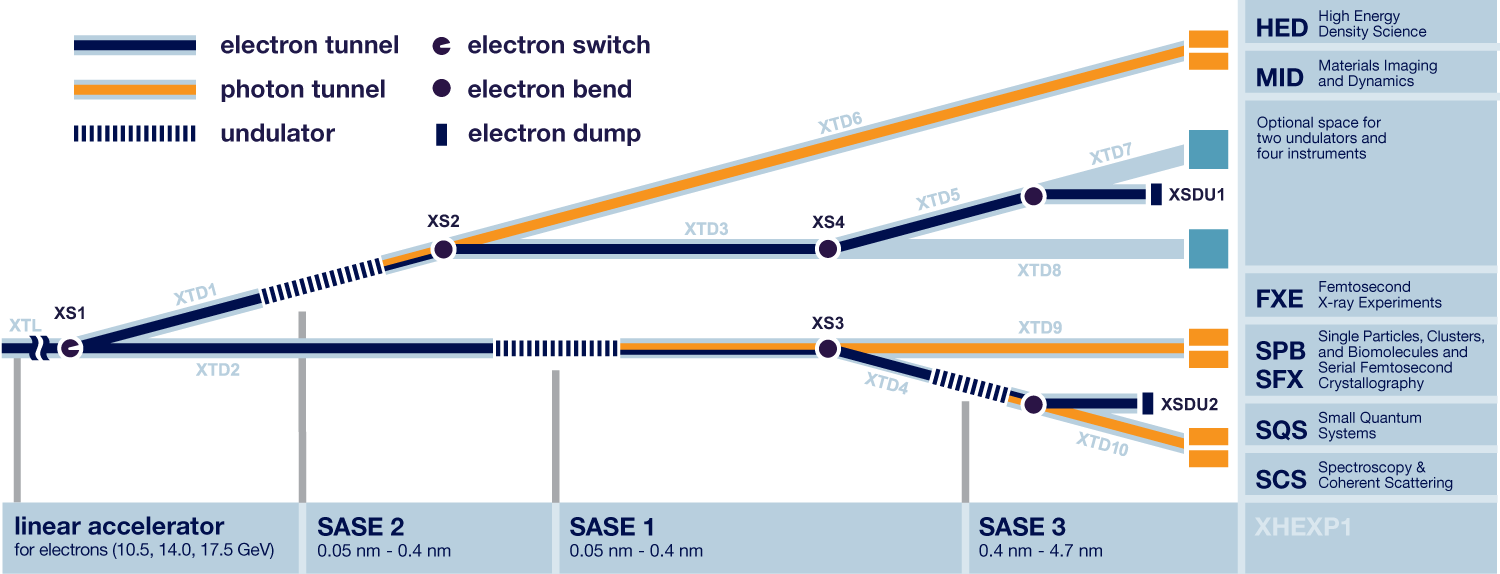 electron tunnel
photon tunnel
undulator
electron switch
electron bend
electron dump
XTD6
XTD7
XSDU1
XTD5
XS2
XS4
XTD3
XTD8
XTD1
XS1
XTL
XTD2
XS3
XTD9
XTD4
XSDU2
XTD10
linear accelerator
for electrons (10.5, 14.0, 17.5 GeV)
SASE 2
0.05 nm - 0.4 nm
SASE 1
0.05 nm - 0.4 nm
SASE 3
0.4 nm - 4.7 nm
HED
High Energy
Density Science
MID
Materials Imaging
and Dynamics
Optional space for
two undulators and
four instruments
FXE
Femtosecond
X-ray Experiments
SPB
SFX
Single Particles, Clusters,
and Biomolecules and
Serial Femtosecond
Crystallography
SQS
Small Quantum
Systems
SCS
Spectroscopy &
Coherent Scattering
XHEXP1